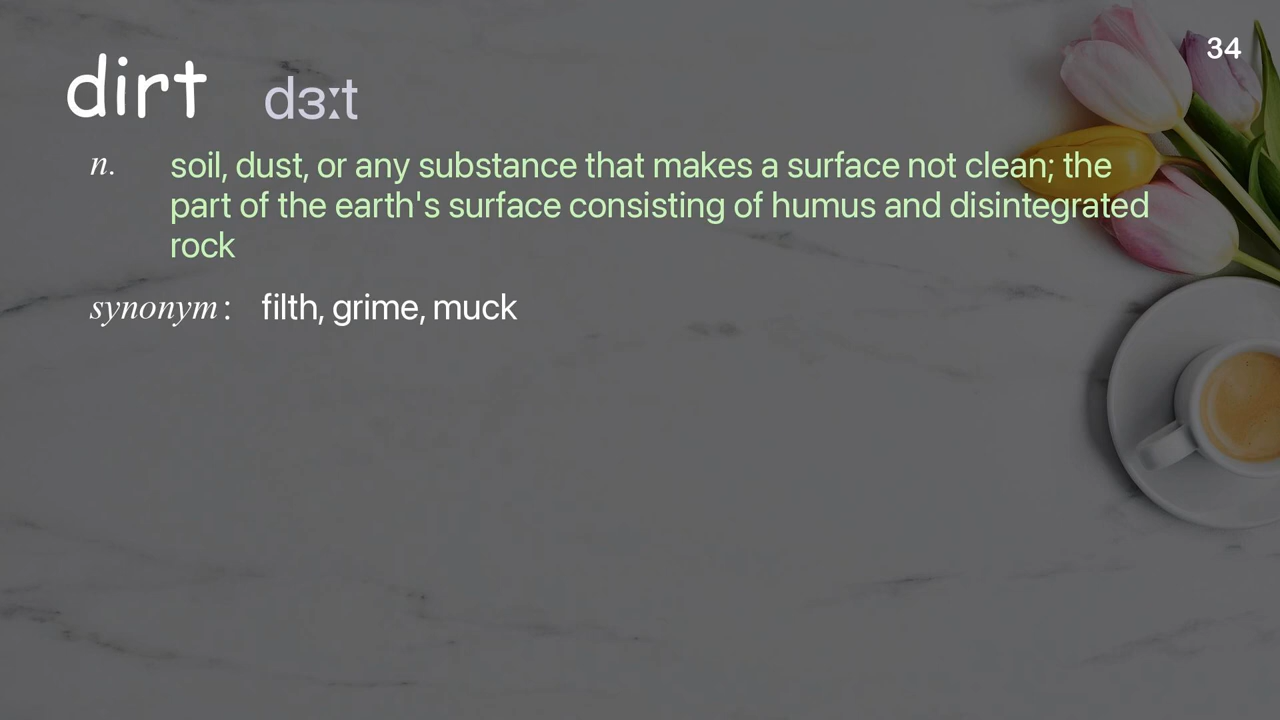 34
dirt dɜːt
n. soil, dust, or any substance that makes a surface not clean; the
part of the earth's surface consisting of humus and disintegrated
rock
synonym: filth, grime, muck